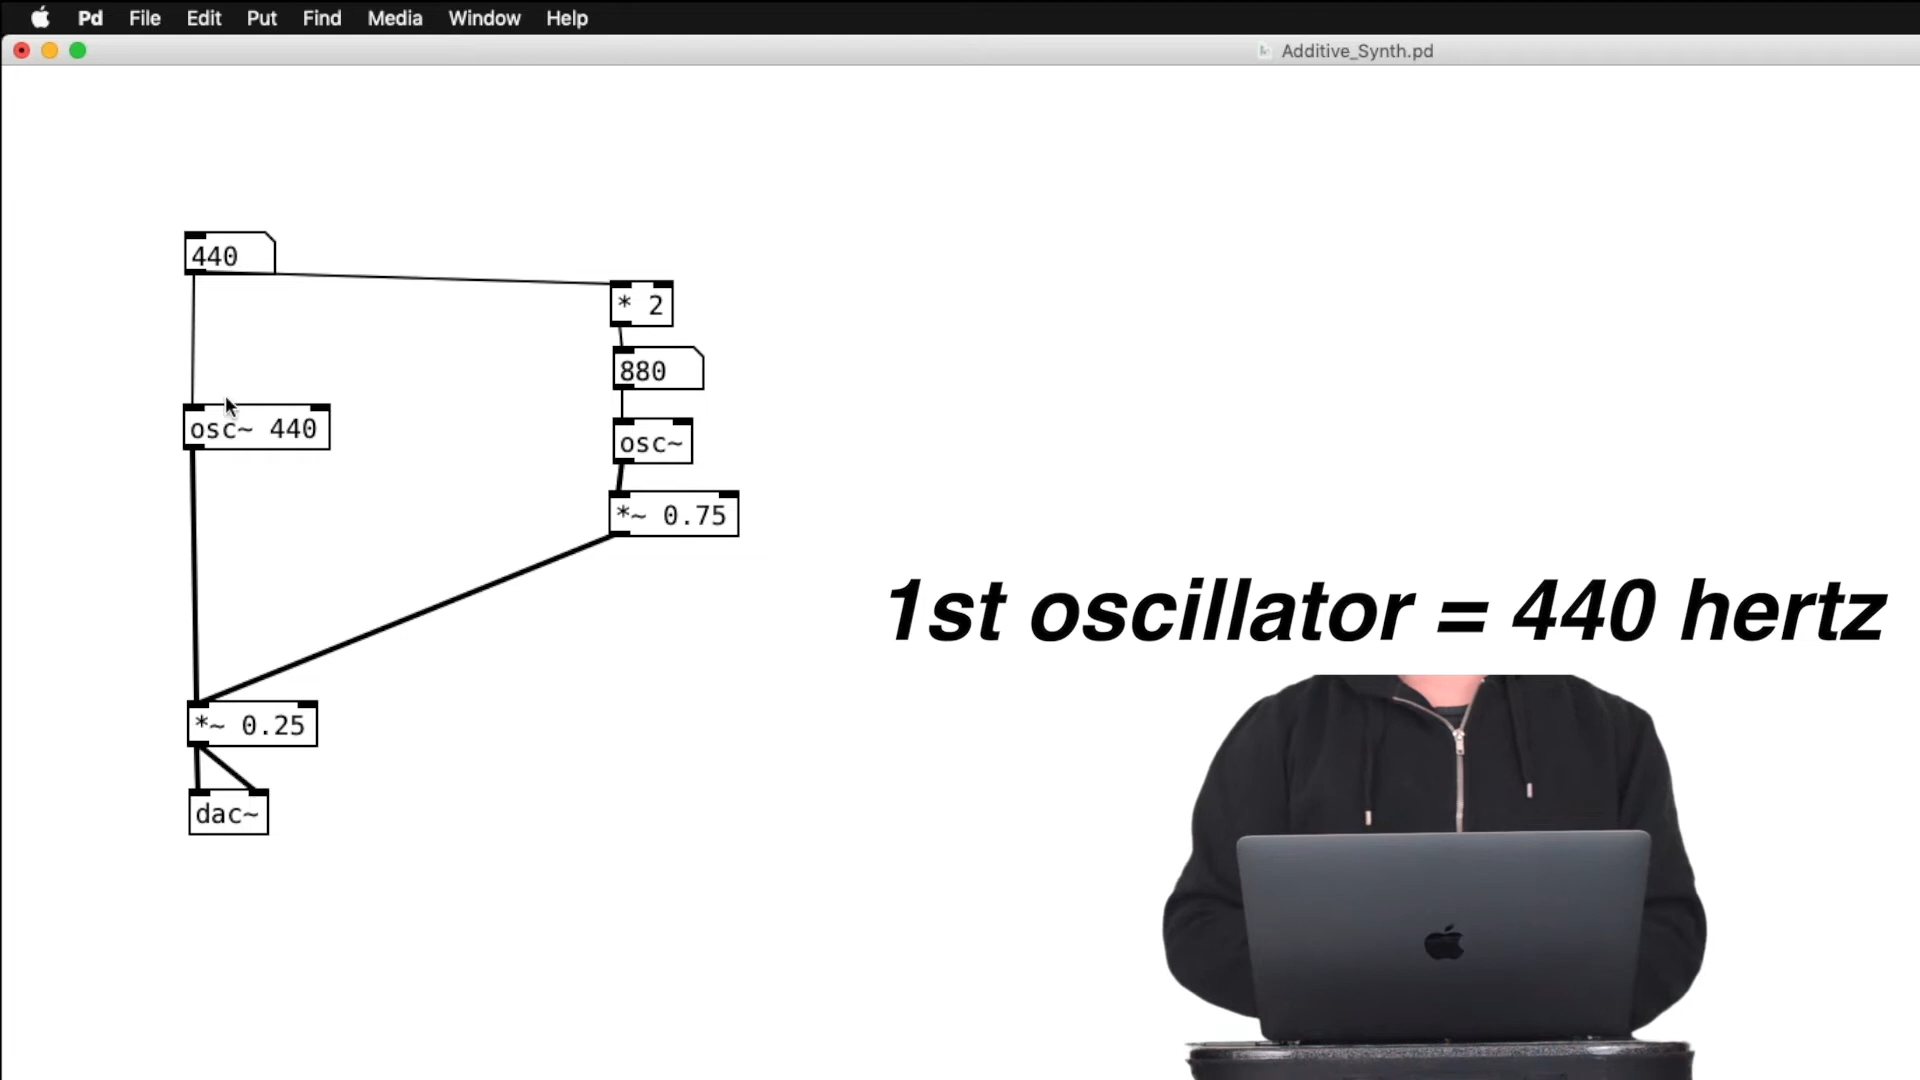 Pd File Edit Put Find Media Window Help
Additive_Synth.pd
440
* 2
880
osc~ 440
osc~
*~ 0.75
1st oscillator = 440 hertz
*~ 0.25
dac~